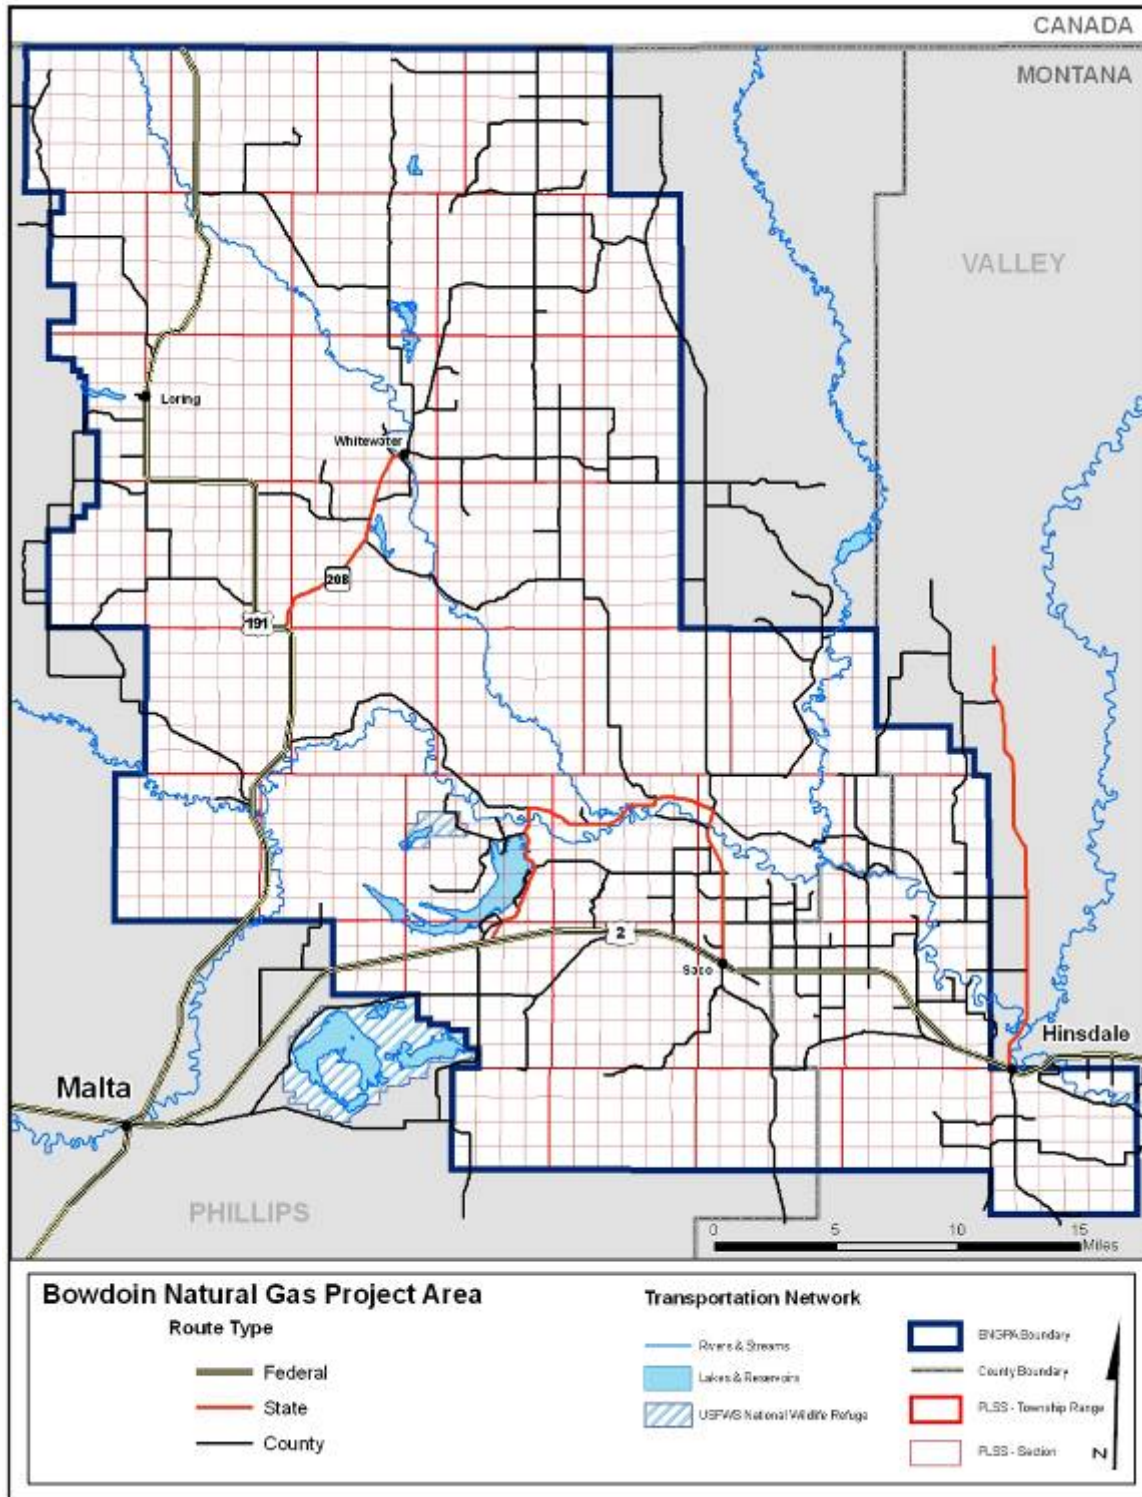 CANADA
MONTANA
VALLEY
Loring
Whitewater
208
191
2
Saco
Hinsdale
Malta
PHILLIPS
0 5 10 15
Miles
Bowdoin Natural Gas Project Area
Route Type
Federal
State
County
Transportation Network
Rivers & Streams
Lakes & Reservoirs
USFWS National Wildlife Refuge
BNGPA Boundary
County Boundary
PLSS - Township Range
PLSS - Section
N